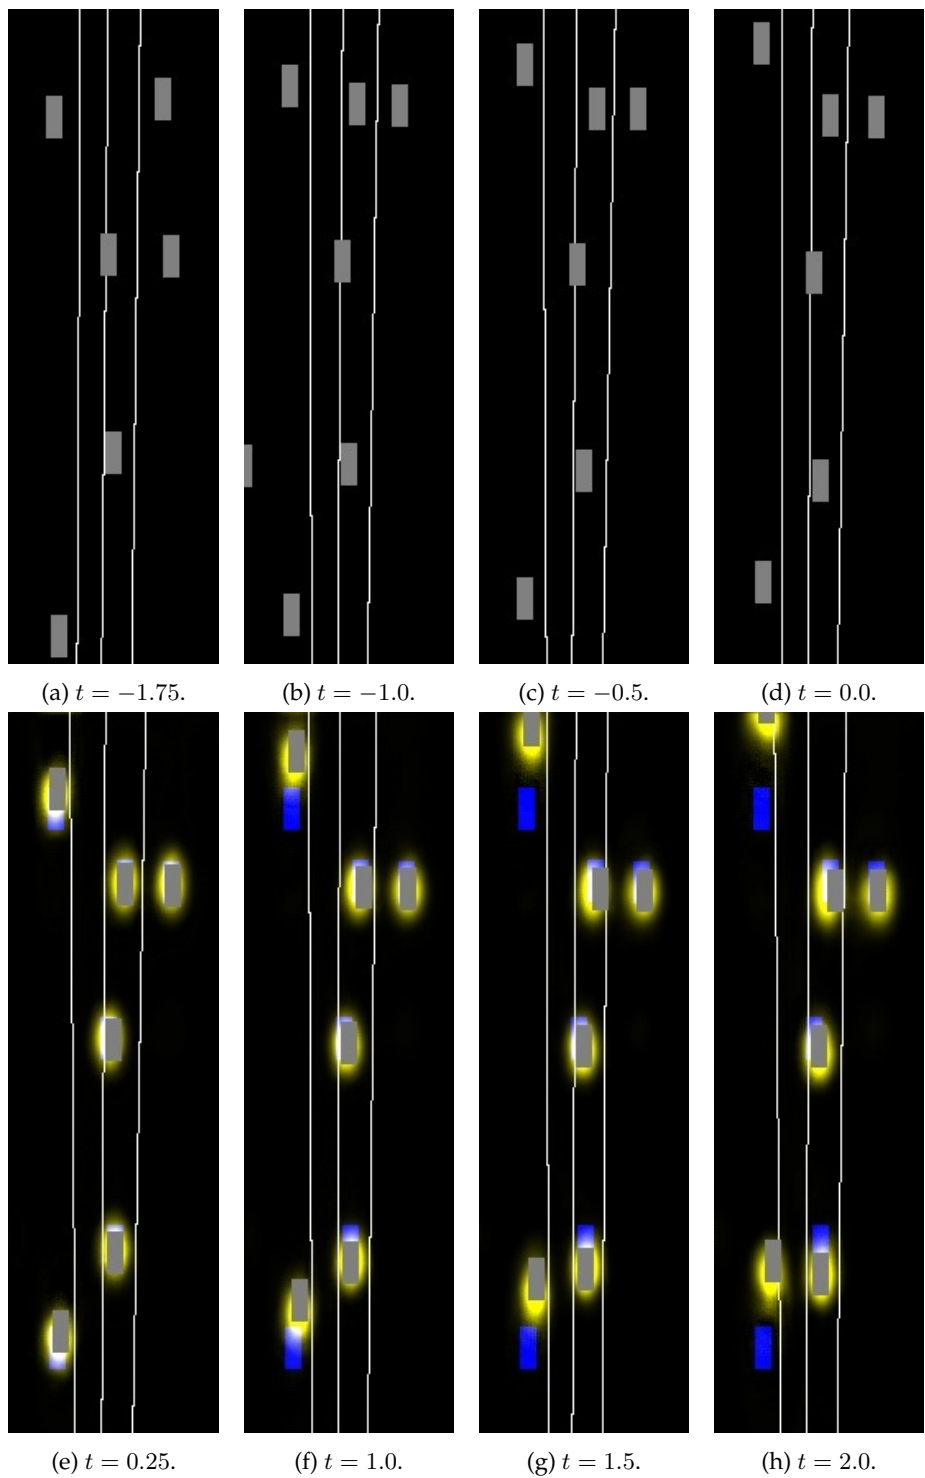 (a) t = −1.75.
(b) t = −1.0.
(c) t = −0.5.
(d) t = 0.0.
(e) t = 0.25.
(f) t = 1.0.
(g) t = 1.5.
(h) t = 2.0.